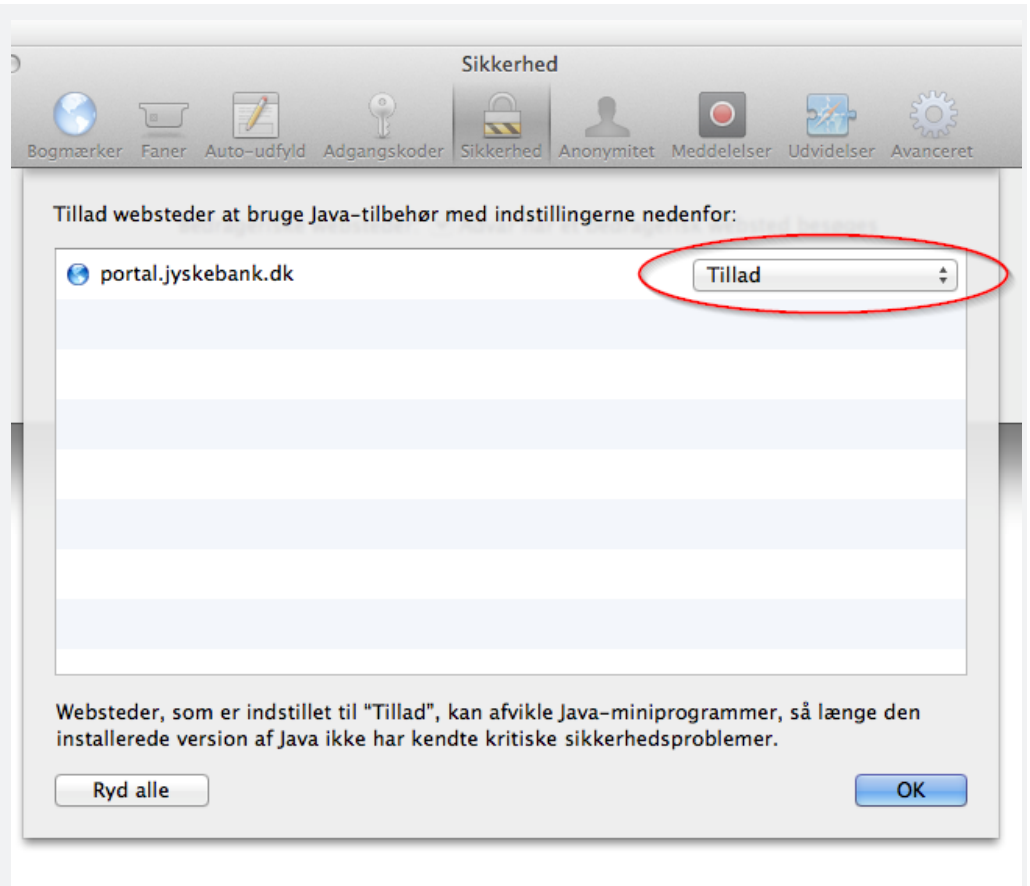 Sikkerhed
Bogmærker Faner Auto-udfyld Adgangskoder Sikkerhed Anonymitet Meddelelser Udvidelser Avanceret
Tillad websteder at bruge Java-tilbehør med indstillingerne nedenfor:
portal.jyskebank.dk Tillad
Websteder, som er indstillet til “Tillad”, kan afvikle Java-miniprogrammer, så længe den
installerede version af Java ikke har kendte kritiske sikkerhedsproblemer.
Ryd alle OK